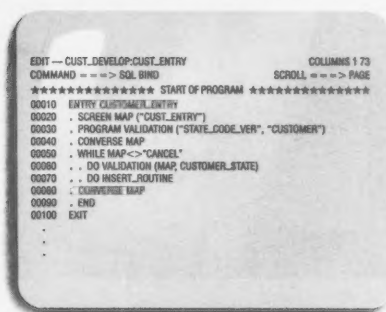 EDIT — CUST_DEVELOP:CUST_ENTRY COLUMNS 1 73
COMMAND = = = > SQL BIND SCROLL = = = > PAGE
************** START OF PROGRAM **************
00010 ENTRY CUSTOMER_ENTRY
00020 . SCREEN MAP ("CUST_ENTRY")
00030 . PROGRAM VALIDATION ("STATE_CODE_VER", "CUSTOMER")
00040 . CONVERSE MAP
00050 . WHILE MAP<>"CANCEL"
00060 . . DO VALIDATION (MAP, CUSTOMER_STATE)
00070 . . DO INSERT_ROUTINE
00080 . CONVERSE MAP
00090 . END
00100 EXIT
.
.
.